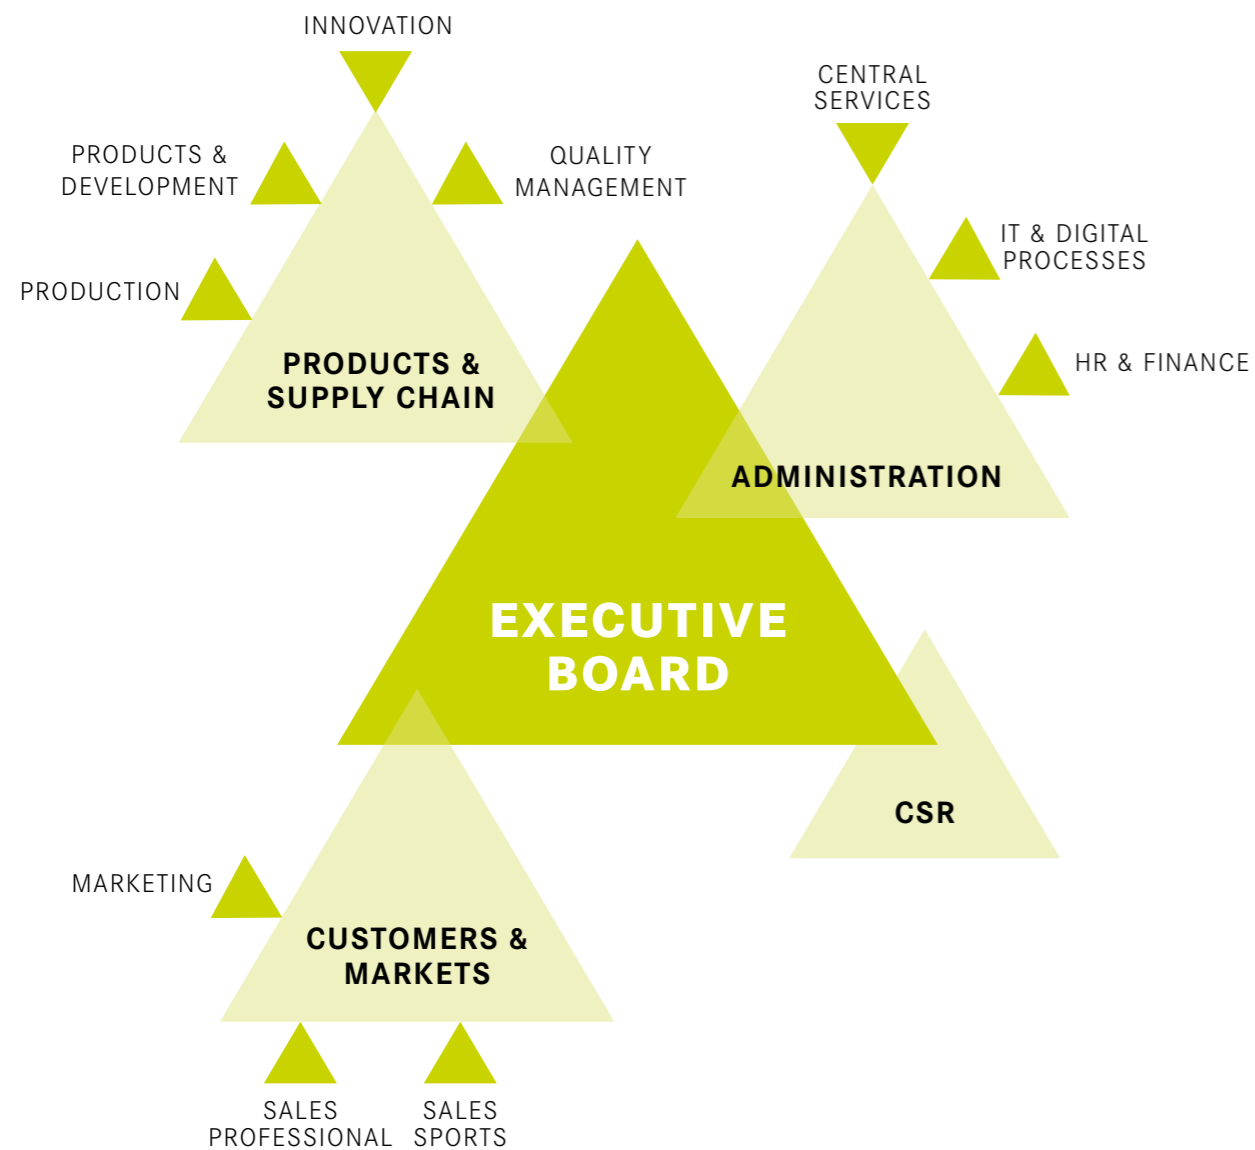 INNOVATION
CENTRAL
SERVICES
PRODUCTS &
DEVELOPMENT
QUALITY
MANAGEMENT
IT & DIGITAL
PROCESSES
PRODUCTION
HR & FINANCE
PRODUCTS &
SUPPLY CHAIN
ADMINISTRATION
EXECUTIVE
BOARD
CSR
MARKETING
CUSTOMERS &
MARKETS
SALES
PROFESSIONAL
SALES
SPORTS